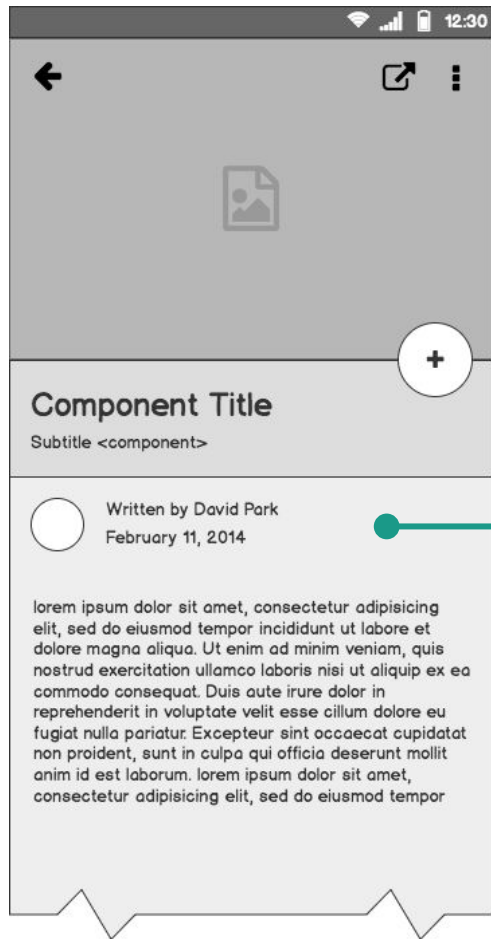 12:30
+
Component Title
Subtitle <component>
Written by David Park
February 11, 2014
lorem ipsum dolor sit amet, consectetur adipisicing
elit, sed do eiusmod tempor incididunt ut labore et
dolore magna aliqua. Ut enim ad minim veniam, quis
nostrud exercitation ullamco laboris nisi ut aliquip ex ea
commodo consequat. Duis aute irure dolor in
reprehenderit in voluptate velit esse cillum dolore eu
fugiat nulla pariatur. Excepteur sint occaecat cupidatat
non proident, sunt in culpa qui officia deserunt mollit
anim id est laborum. lorem ipsum dolor sit amet,
consectetur adipisicing elit, sed do eiusmod tempor